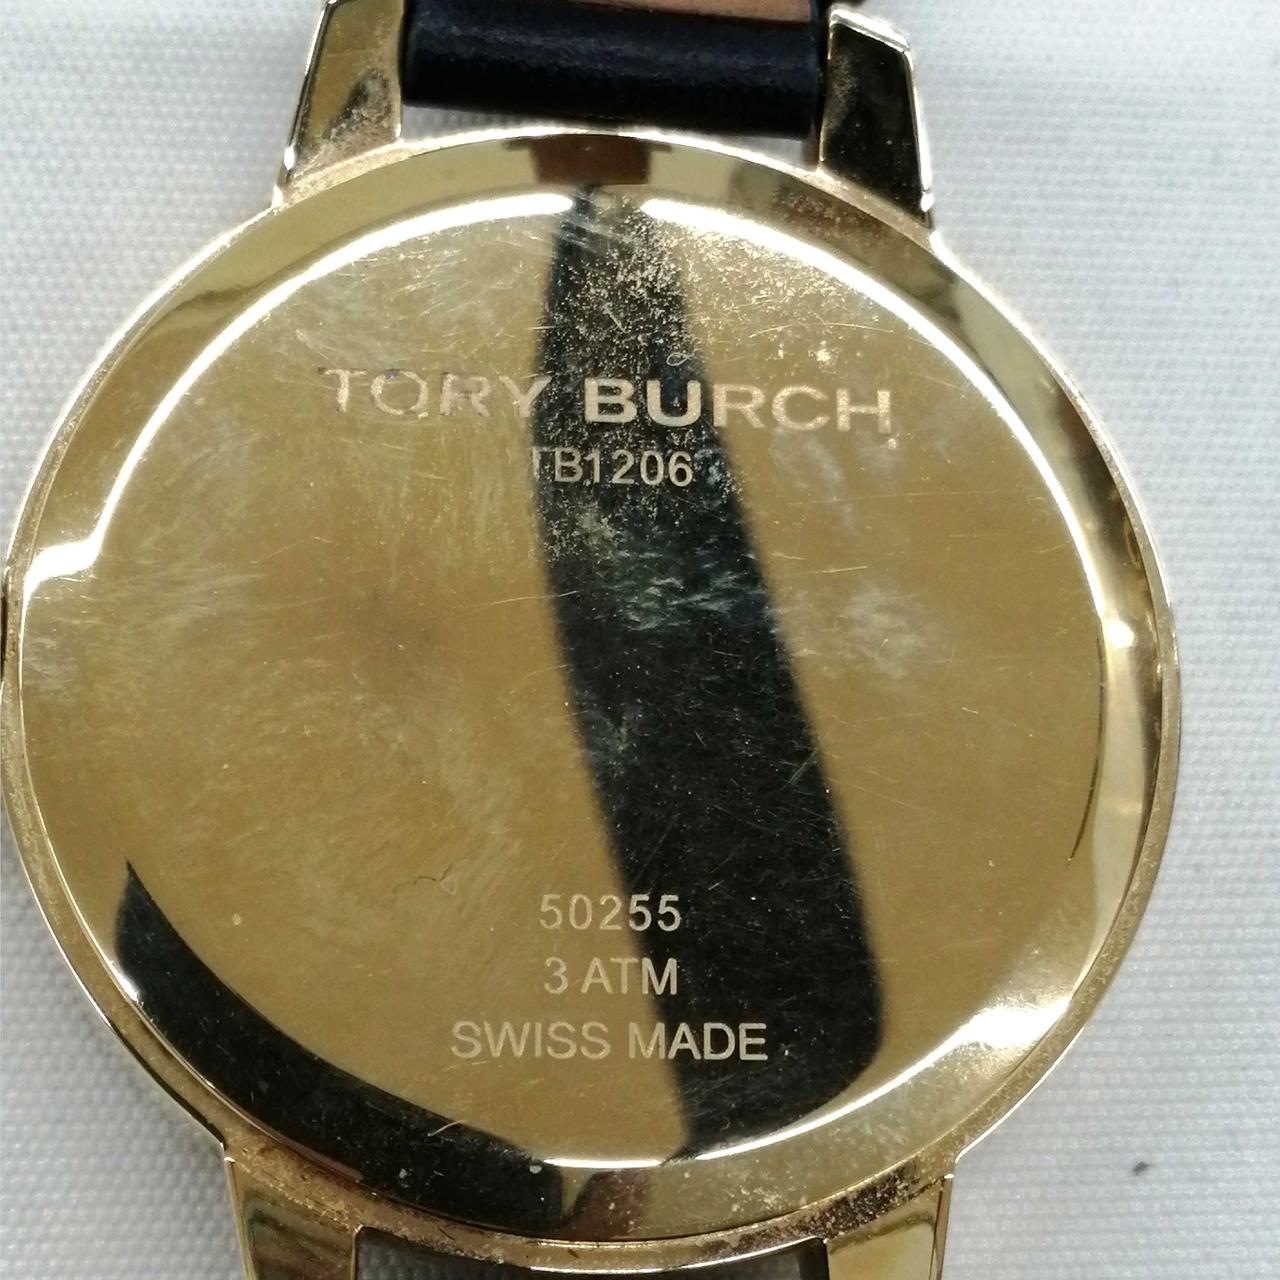 TORY BURCH
TB1206
50255
3 ATM
SWISS MADE